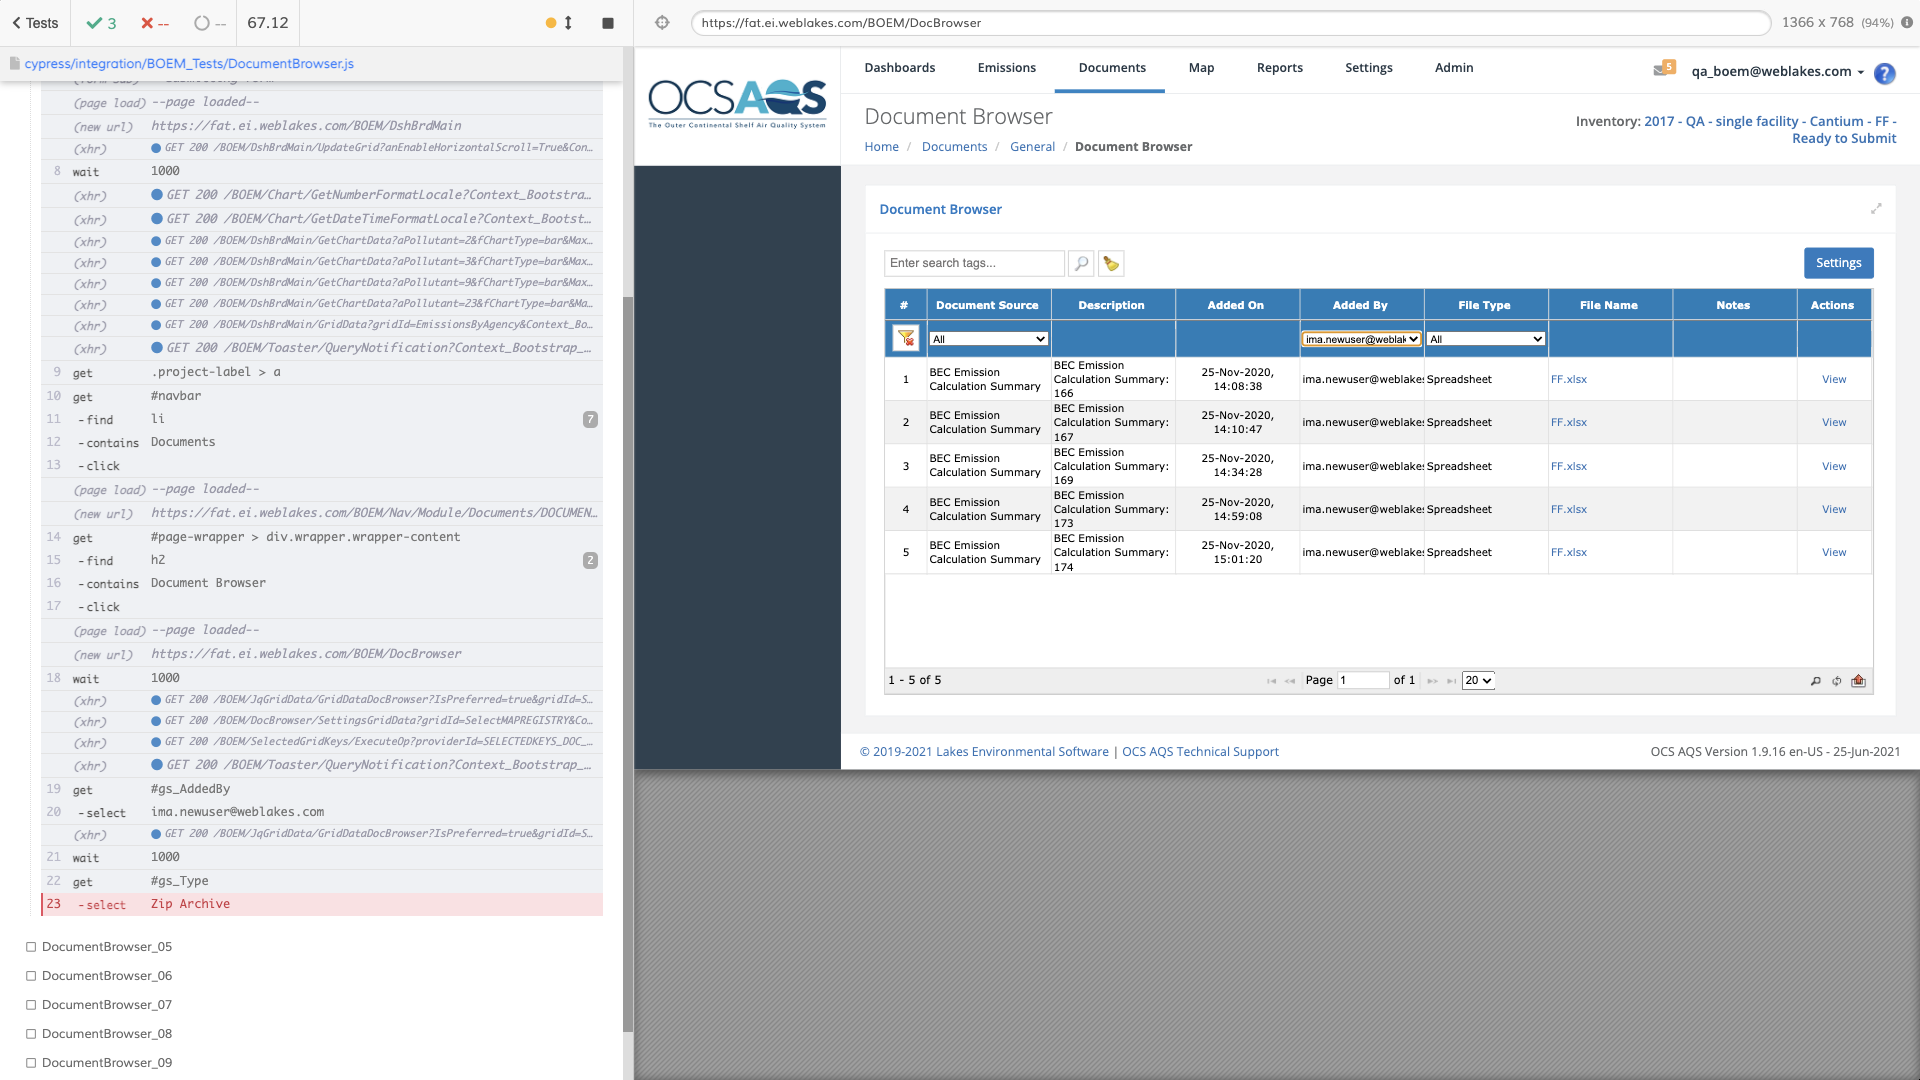 Tests
3
--
--
67.12
cypress/integration/BOEM_Tests/DocumentBrowser.js
(page load) --page loaded--
(new url) https://fat.ei.weblakes.com/BOEM/DshBrdMain
(xhr) GET 200 /BOEM/DshBrdMain/UpdateGrid?anEnableHorizontalScroll=True&Con...
8 wait 1000
(xhr) GET 200 /BOEM/Chart/GetNumberFormatLocale?Context_Bootstra...
(xhr) GET 200 /BOEM/Chart/GetDateTimeFormatLocale?Context_Bootst...
(xhr) GET 200 /BOEM/DshBrdMain/GetChartData?aPollutant=2&fChartType=bar&Max...
(xhr) GET 200 /BOEM/DshBrdMain/GetChartData?aPollutant=3&fChartType=bar&Max...
(xhr) GET 200 /BOEM/DshBrdMain/GetChartData?aPollutant=9&fChartType=bar&Max...
(xhr) GET 200 /BOEM/DshBrdMain/GetChartData?aPollutant=23&fChartType=bar&Ma...
(xhr) GET 200 /BOEM/DshBrdMain/GridData?gridId=EmissionsByAgency&Context_Bo...
(xhr) GET 200 /BOEM/Toaster/QueryNotification?Context_Bootstrap_...
9 get .project-label > a
10 get #navbar
11 -find li 7
12 -contains Documents
13 -click
(page load) --page loaded--
(new url) https://fat.ei.weblakes.com/BOEM/Nav/Module/Documents/DOCUMEN...
14 get #page-wrapper > div.wrapper.wrapper-content
15 -find h2 2
16 -contains Document Browser
17 -click
(page load) --page loaded--
(new url) https://fat.ei.weblakes.com/BOEM/DocBrowser
18 wait 1000
(xhr) GET 200 /BOEM/JqGridData/GridDataDocBrowser?IsPreferred=true&gridId=S...
(xhr) GET 200 /BOEM/DocBrowser/SettingsGridData?gridId=SelectMAPREGISTRY&Co...
(xhr) GET 200 /BOEM/SelectedGridKeys/ExecuteOp?providerId=SELECTEDKEYS_DOC_...
(xhr) GET 200 /BOEM/Toaster/QueryNotification?Context_Bootstrap_...
19 get #gs_AddedBy
20 -select ima.newuser@weblakes.com
(xhr) GET 200 /BOEM/JqGridData/GridDataDocBrowser?IsPreferred=true&gridId=S...
21 wait 1000
22 get #gs_Type
23 -select Zip Archive
DocumentBrowser_05
DocumentBrowser_06
DocumentBrowser_07
DocumentBrowser_08
DocumentBrowser_09
https://fat.ei.weblakes.com/BOEM/DocBrowser
1366 x 768 (94%)
OCSAQS
The Outer Continental Shelf Air Quality System
Dashboards Emissions Documents Map Reports Settings Admin
5 qa_boem@weblakes.com ?
Document Browser
Home / Documents / General / Document Browser
Inventory: 2017 - QA - single facility - Cantium - FF -
Ready to Submit
Document Browser
Enter search tags...
Settings
# Document Source Description Added On Added By File Type File Name Notes Actions
All ima.newuser@weblak All
1 BEC Emission Calculation Summary BEC Emission Calculation Summary: 166 25-Nov-2020, 14:08:38 ima.newuser@weblakes Spreadsheet FF.xlsx View
2 BEC Emission Calculation Summary BEC Emission Calculation Summary: 167 25-Nov-2020, 14:10:47 ima.newuser@weblakes Spreadsheet FF.xlsx View
3 BEC Emission Calculation Summary BEC Emission Calculation Summary: 169 25-Nov-2020, 14:34:28 ima.newuser@weblakes Spreadsheet FF.xlsx View
4 BEC Emission Calculation Summary BEC Emission Calculation Summary: 173 25-Nov-2020, 14:59:08 ima.newuser@weblakes Spreadsheet FF.xlsx View
5 BEC Emission Calculation Summary BEC Emission Calculation Summary: 174 25-Nov-2020, 15:01:20 ima.newuser@weblakes Spreadsheet FF.xlsx View
1 - 5 of 5
Page 1 of 1 20
© 2019-2021 Lakes Environmental Software | OCS AQS Technical Support
OCS AQS Version 1.9.16 en-US - 25-Jun-2021